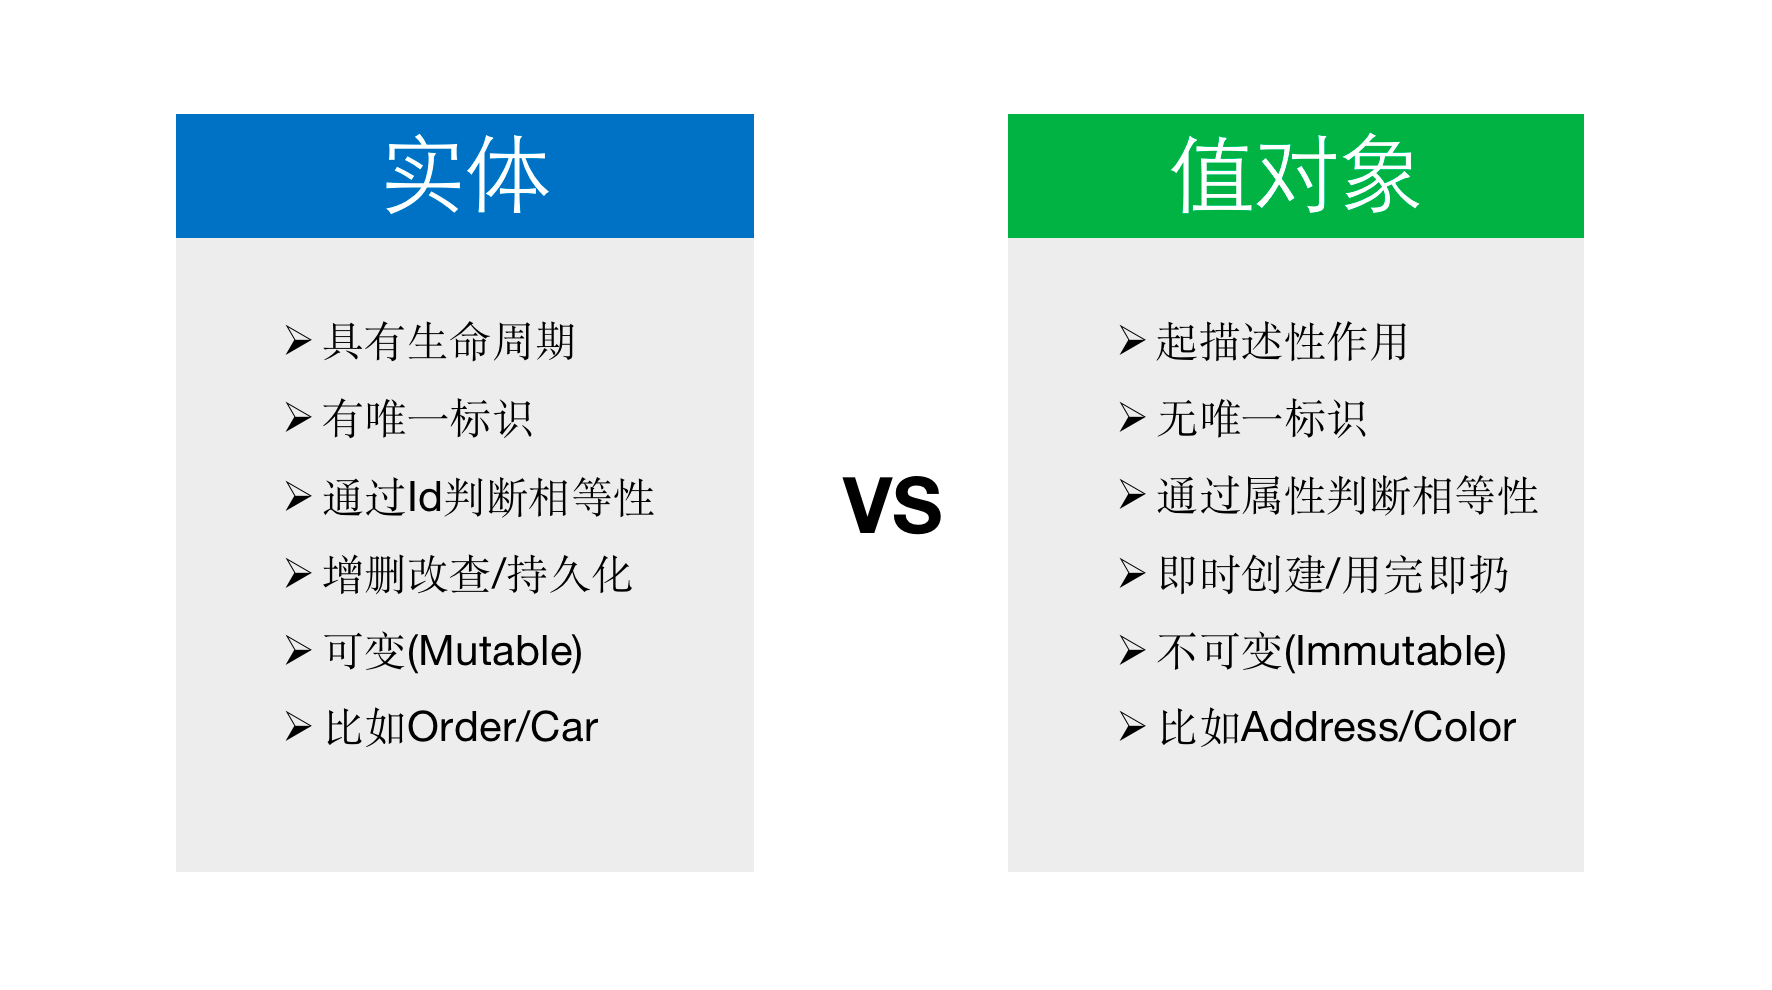 实体
具有生命周期
有唯一标识
通过Id判断相等性
增删改查/持久化
可变(Mutable)
比如Order/Car
VS
值对象
起描述性作用
无唯一标识
通过属性判断相等性
即时创建/用完即扔
不可变(Immutable)
比如Address/Color